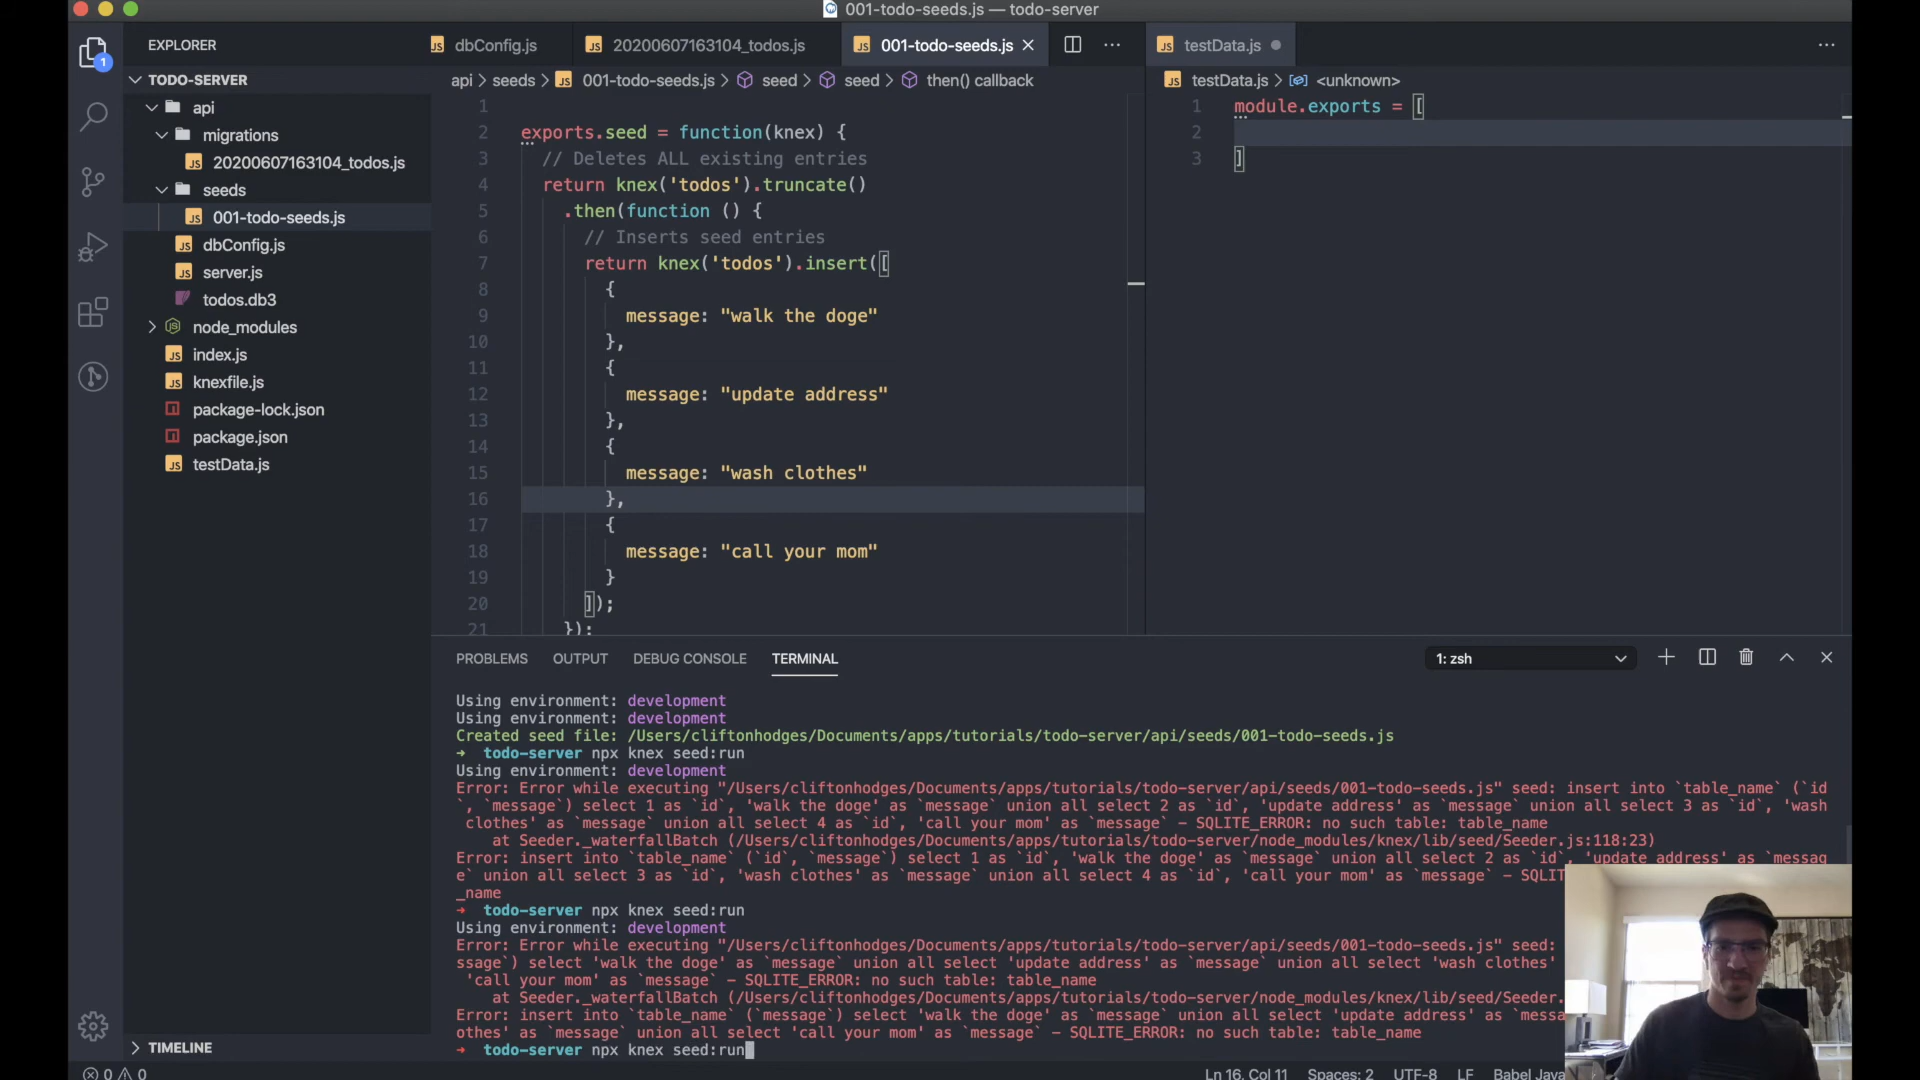 001-todo-seeds.js — todo-server
EXPLORER
1
TODO-SERVER
api
migrations
20200607163104_todos.js
seeds
001-todo-seeds.js
dbConfig.js
server.js
todos.db3
node_modules
index.js
knexfile.js
package-lock.json
package.json
testData.js
TIMELINE
dbConfig.js
20200607163104_todos.js
001-todo-seeds.js
api > seeds > 001-todo-seeds.js > seed > seed > then() callback
1
2 exports.seed = function(knex) {
3 // Deletes ALL existing entries
4 return knex('todos').truncate()
5 .then(function () {
6 // Inserts seed entries
7 return knex('todos').insert([
8 {
9 message: "walk the doge"
10 },
11 {
12 message: "update address"
13 },
14 {
15 message: "wash clothes"
16 },
17 {
18 message: "call your mom"
19 }
20 ]);
21 });
testData.js
testData.js > <unknown>
1 module.exports = [
2
3 ]
PROBLEMS OUTPUT DEBUG CONSOLE TERMINAL
1: zsh
Using environment: development
Using environment: development
Created seed file: /Users/cliftonhodges/Documents/apps/tutorials/todo-server/api/seeds/001-todo-seeds.js
➜ todo-server npx knex seed:run
Using environment: development
Error: Error while executing "/Users/cliftonhodges/Documents/apps/tutorials/todo-server/api/seeds/001-todo-seeds.js" seed: insert into `table_name` (`id
`, `message`) select 1 as `id`, 'walk the doge' as `message` union all select 2 as `id`, 'update address' as `message` union all select 3 as `id`, 'wash
clothes' as `message` union all select 4 as `id`, 'call your mom' as `message` - SQLITE_ERROR: no such table: table_name
at Seeder._waterfallBatch (/Users/cliftonhodges/Documents/apps/tutorials/todo-server/node_modules/knex/lib/seed/Seeder.js:118:23)
Error: insert into `table_name` (`id`, `message`) select 1 as `id`, 'walk the doge' as `message` union all select 2 as `id`, 'update address' as `messag
e` union all select 3 as `id`, 'wash clothes' as `message` union all select 4 as `id`, 'call your mom' as `message` - SQLIT
_name
➜ todo-server npx knex seed:run
Using environment: development
Error: Error while executing "/Users/cliftonhodges/Documents/apps/tutorials/todo-server/api/seeds/001-todo-seeds.js" seed:
ssage`) select 'walk the doge' as `message` union all select 'update address' as `message` union all select 'wash clothes'
'call your mom' as `message` - SQLITE_ERROR: no such table: table_name
at Seeder._waterfallBatch (/Users/cliftonhodges/Documents/apps/tutorials/todo-server/node_modules/knex/lib/seed/Seeder.
Error: insert into `table_name` (`message`) select 'walk the doge' as `message` union all select 'update address' as `messa
othes' as `message` union all select 'call your mom' as `message` - SQLITE_ERROR: no such table: table_name
➜ todo-server npx knex seed:run
0 0
Ln 16, Col 11 Spaces: 2 UTF-8 LF Babel Java